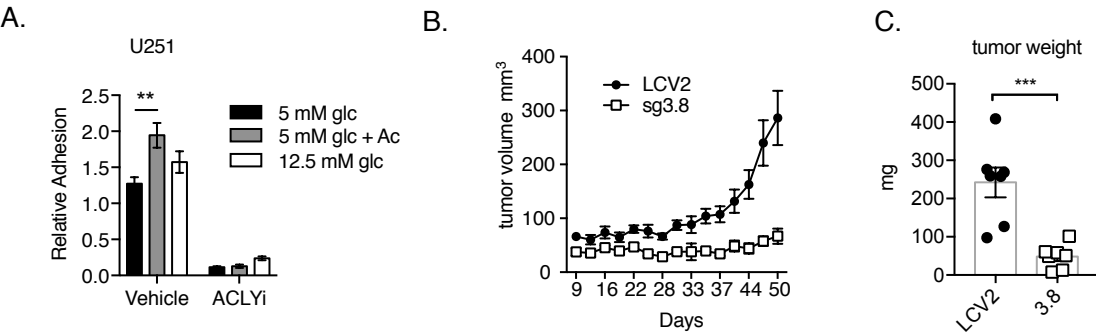 A.
U251
Relative Adhesion
2.5
2.0
1.5
1.0
0.5
0.0
**
5 mM glc
5 mM glc + Ac
12.5 mM glc
Vehicle
ACLYi
B.
tumor volume mm³
400
300
200
100
0
LCV2
sg3.8
9
16
22
28
33
37
44
50
Days
C.
tumor weight
mg
500
400
300
200
100
0
***
LCV2
3.8